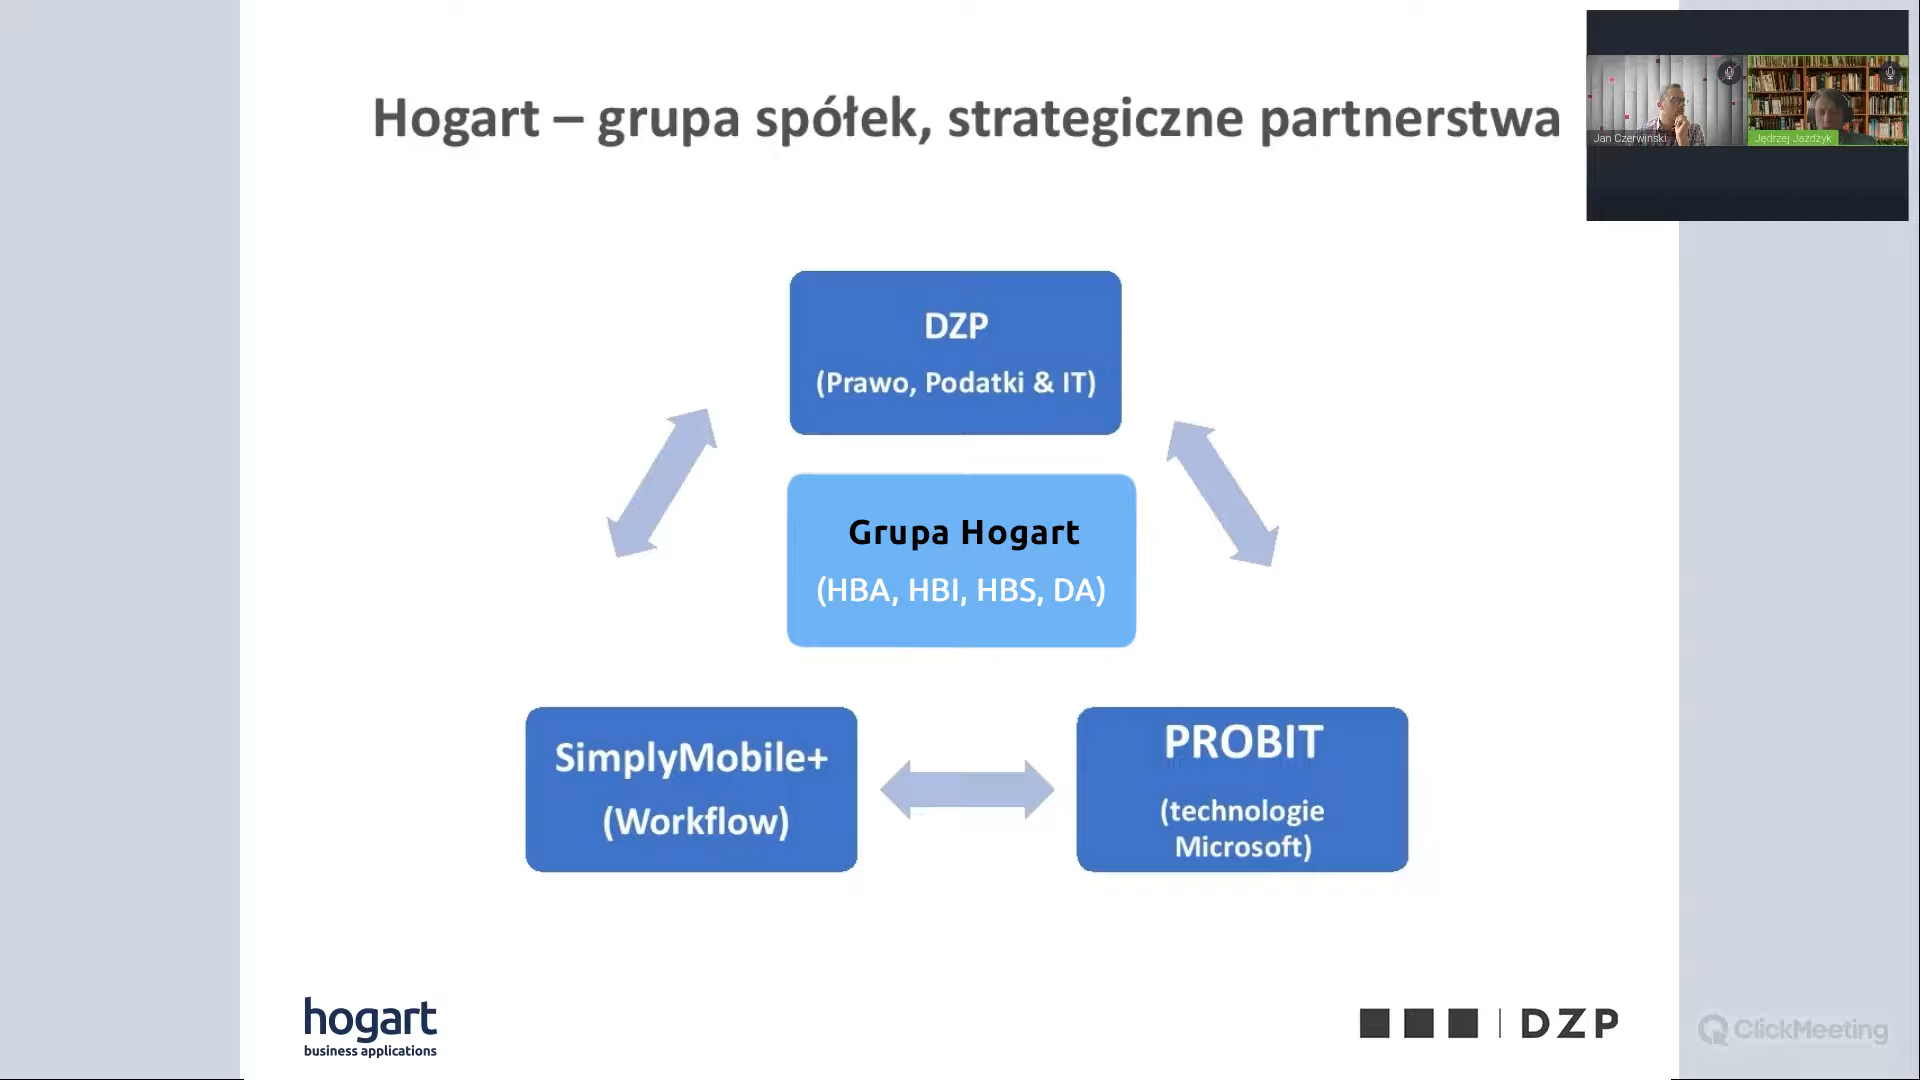 Hogart – grupa spółek, strategiczne partnerstwa
Jan Czerwiński
Jędrzej Jażdżyk
DZP
(Prawo, Podatki & IT)
Grupa Hogart
(HBA, HBI, HBS, DA)
SimplyMobile+
(Workflow)
PROBIT
(technologie
Microsoft)
hogart
business applications
DZP
ClickMeeting